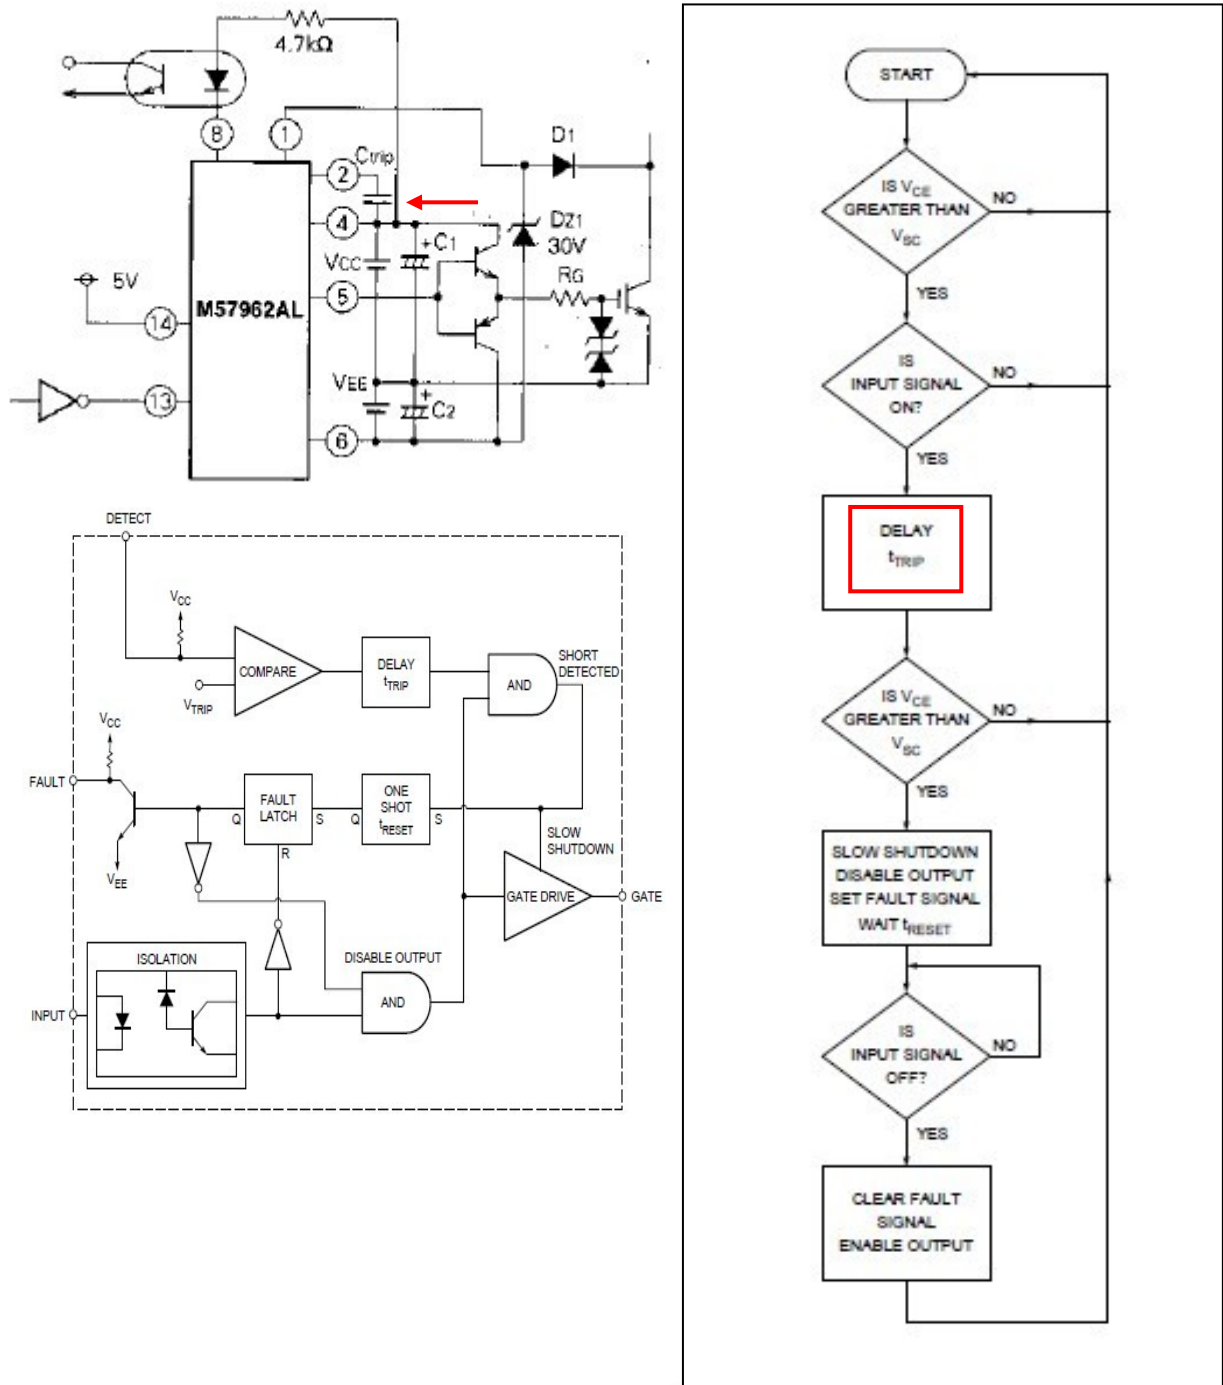 4.7kΩ
8
1
D1
2
Ctrip
4
DZ1
30V
+C1
VCC
RG
5V
5
M57962AL
14
VEE
+
C2
13
6
DETECT
VCC
COMPARE
DELAY
tTRIP
AND
SHORT
DETECTED
VTRIP
VCC
FAULT
Q
FAULT
LATCH
S
R
Q
ONE
SHOT
tRESET
S
SLOW
SHUTDOWN
VEE
GATE DRIVE
GATE
ISOLATION
DISABLE OUTPUT
AND
INPUT
START
IS VCE
GREATER THAN
VSC
NO
YES
IS
INPUT SIGNAL
ON?
NO
YES
DELAY
tTRIP
IS VCE
GREATER THAN
VSC
NO
YES
SLOW SHUTDOWN
DISABLE OUTPUT
SET FAULT SIGNAL
WAIT tRESET
IS
INPUT SIGNAL
OFF?
NO
YES
CLEAR FAULT
SIGNAL
ENABLE OUTPUT